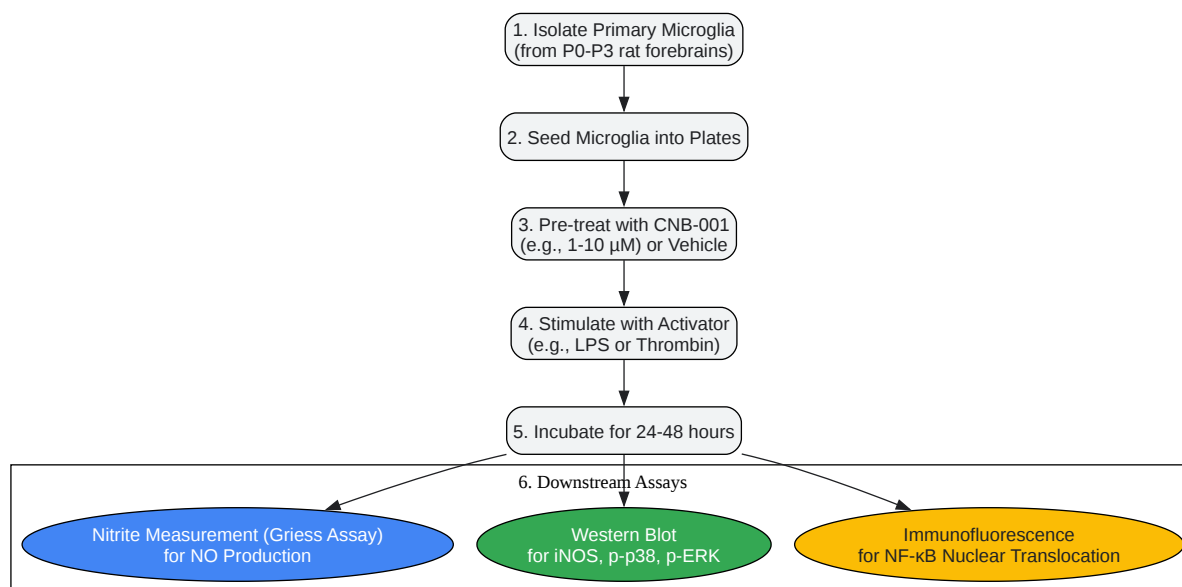 1. Isolate Primary Microglia
(from P0-P3 rat forebrains)
2. Seed Microglia into Plates
3. Pre-treat with CNB-001
(e.g., 1-10 µM) or Vehicle
4. Stimulate with Activator
(e.g., LPS or Thrombin)
5. Incubate for 24-48 hours
6. Downstream Assays
Nitrite Measurement (Griess Assay)
for NO Production
Western Blot
for iNOS, p-p38, p-ERK
Immunofluorescence
for NF-κB Nuclear Translocation